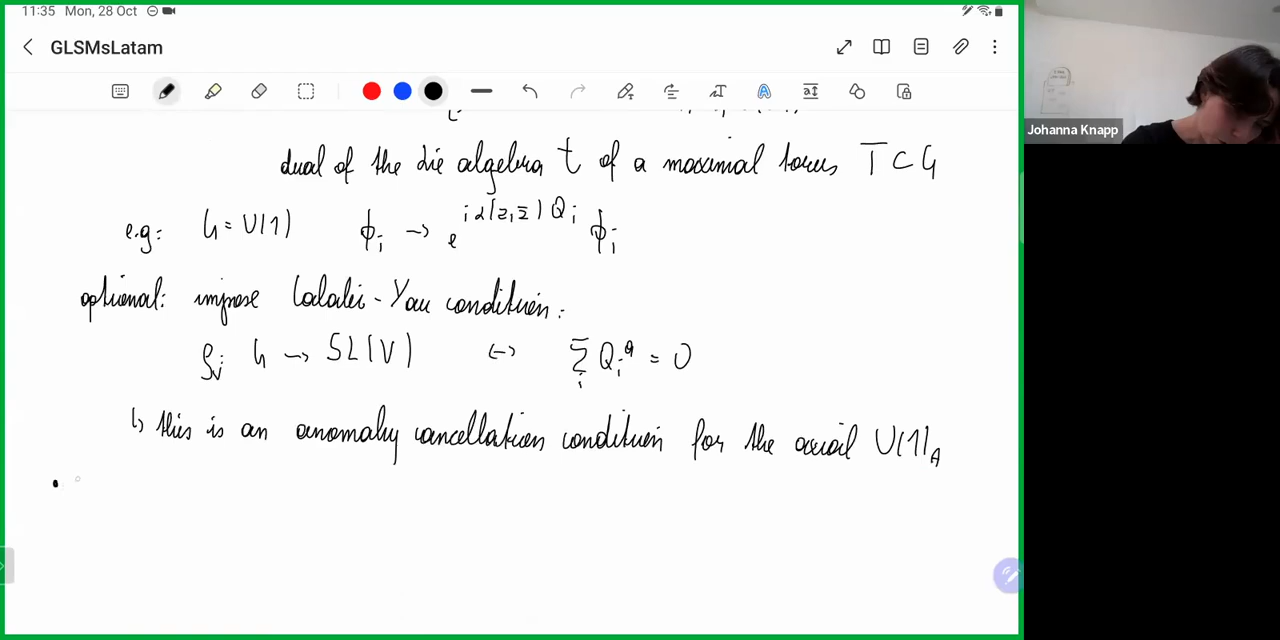 11:35 Mon, 28 Oct
GLSMsLatam
Johanna Knapp
dual of the Lie algebra t of a maximal torus T ⊂ G
e.g: G = U(1) ϕ_i → e^{iα(z,z̄)Q_i} ϕ_i
optional: impose Calabi-Yau condition:
ρ_V: G → SL(V) ↔ Σ_i Q_i^a = 0
↳ this is an anomaly cancellation condition for the axial U(1)_A